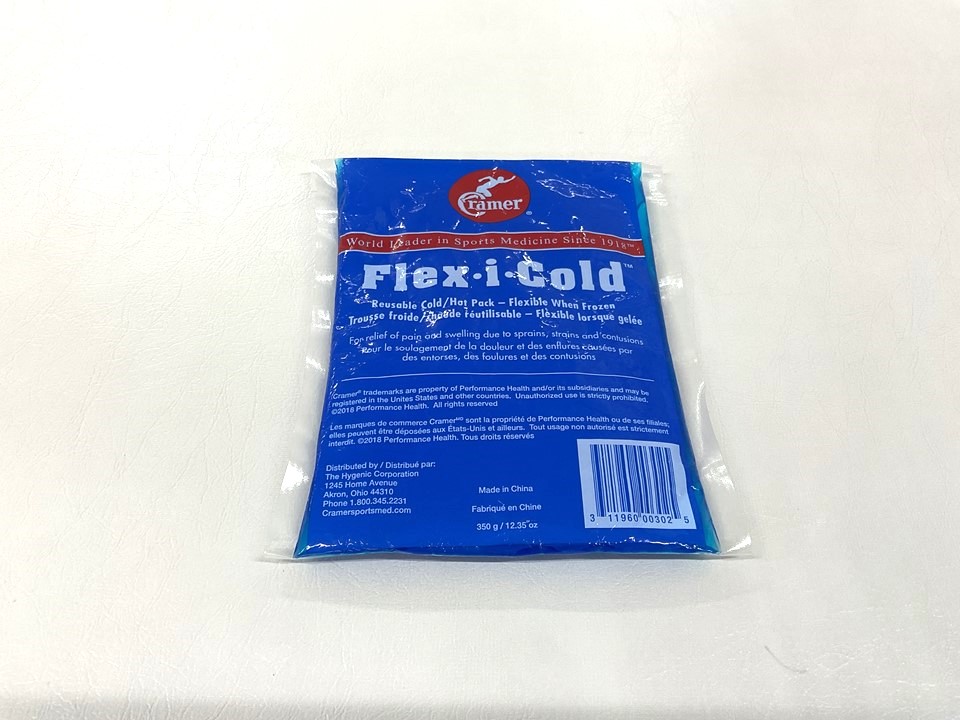 Cramer®
World Leader in Sports Medicine Since 1918™
Flex·i·Cold™
Reusable Cold/Hot Pack – Flexible When Frozen
Trousse froide/chaude réutilisable – Flexible lorsque gelée
For relief of pain and swelling due to sprains, strains and contusions
Pour le soulagement de la douleur et des enflures causées par
des entorses, des foulures et des contusions
Cramer® trademarks are property of Performance Health and/or its subsidiaries and may be
registered in the Unites States and other countries. Unauthorized use is strictly prohibited.
©2018 Performance Health. All rights reserved
Les marques de commerce Cramer ᴹᴰ sont la propriété de Performance Health ou de ses filiales;
elles peuvent être déposées aux États-Unis et ailleurs. Tout usage non autorisé est strictement
interdit. ©2018 Performance Health. Tous droits réservés
Distributed by / Distribué par:
The Hygenic Corporation
1245 Home Avenue
Akron, Ohio 44310
Phone 1.800.345.2231
Cramersportsmed.com
Made in China
Fabriqué en Chine
350 g / 12.35 oz
3 11960 00302 5